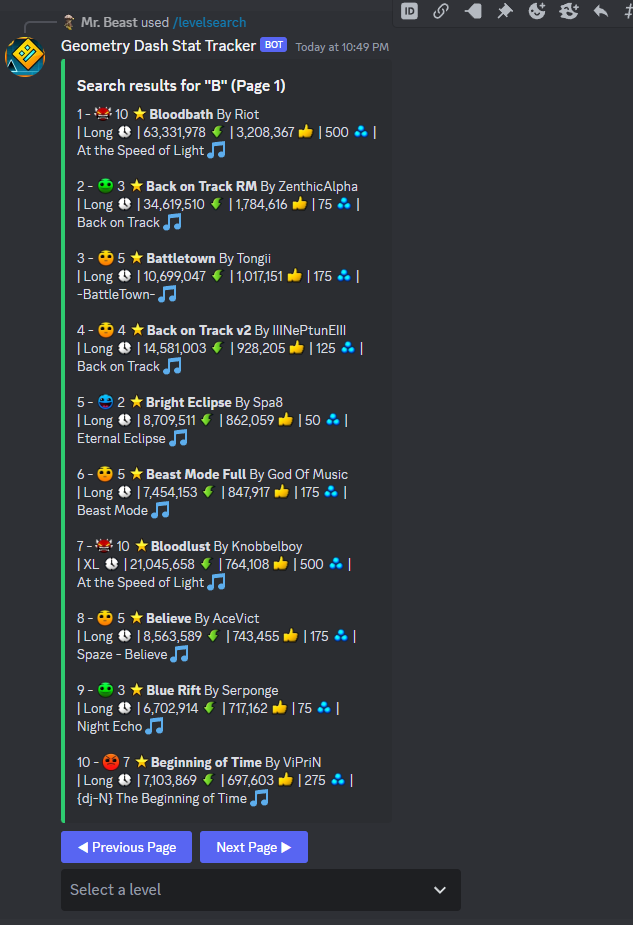 ID
Mr. Beast used /levelsearch
Geometry Dash Stat Tracker BOT Today at 10:49 PM
Search results for "B" (Page 1)
1 - 10 Bloodbath By Riot
| Long | 63,331,978 | 3,208,367 | 500 |
At the Speed of Light
2 - 3 Back on Track RM By ZenthicAlpha
| Long | 34,619,510 | 1,784,616 | 75 |
Back on Track
3 - 5 Battletown By Tongii
| Long | 10,699,047 | 1,017,151 | 175 |
-BattleTown-
4 - 4 Back on Track v2 By IIINePtunEIII
| Long | 14,581,003 | 928,205 | 125 |
Back on Track
5 - 2 Bright Eclipse By Spa8
| Long | 8,709,511 | 862,059 | 50 |
Eternal Eclipse
6 - 5 Beast Mode Full By God Of Music
| Long | 7,454,153 | 847,917 | 175 |
Beast Mode
7 - 10 Bloodlust By Knobbelboy
| XL | 21,045,658 | 764,108 | 500 |
At the Speed of Light
8 - 5 Believe By AceVict
| Long | 8,563,589 | 743,455 | 175 |
Spaze - Believe
9 - 3 Blue Rift By Serponge
| Long | 6,702,914 | 717,162 | 75 |
Night Echo
10 - 7 Beginning of Time By ViPriN
| Long | 7,103,869 | 697,603 | 275 |
{dj-N} The Beginning of Time
Previous Page Next Page
Select a level